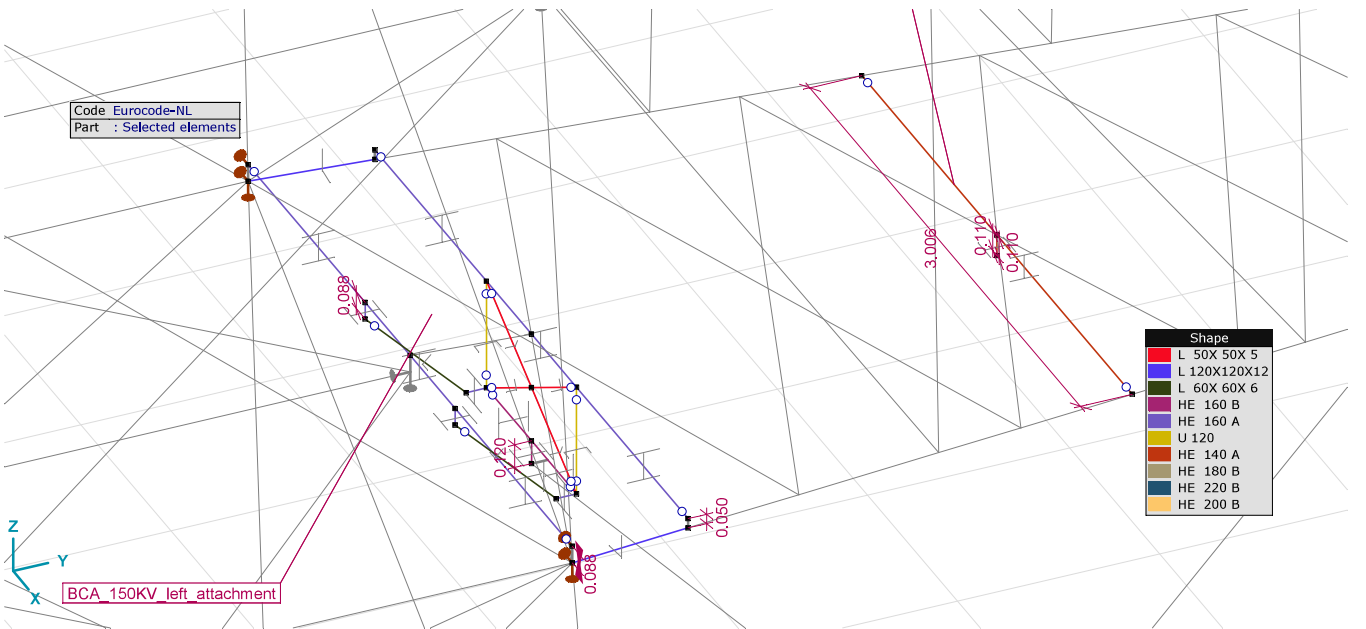 Code Eurocode-NL
Part : Selected elements
0.088
3.006
0.110
0.110
0.120
0.050
0.088
Shape
L 50X 50X 5
L 120X120X12
L 60X 60X 6
HE 160 B
HE 160 A
U 120
HE 140 A
HE 180 B
HE 220 B
HE 200 B
Z
Y
X
BCA_150KV_left_attachment